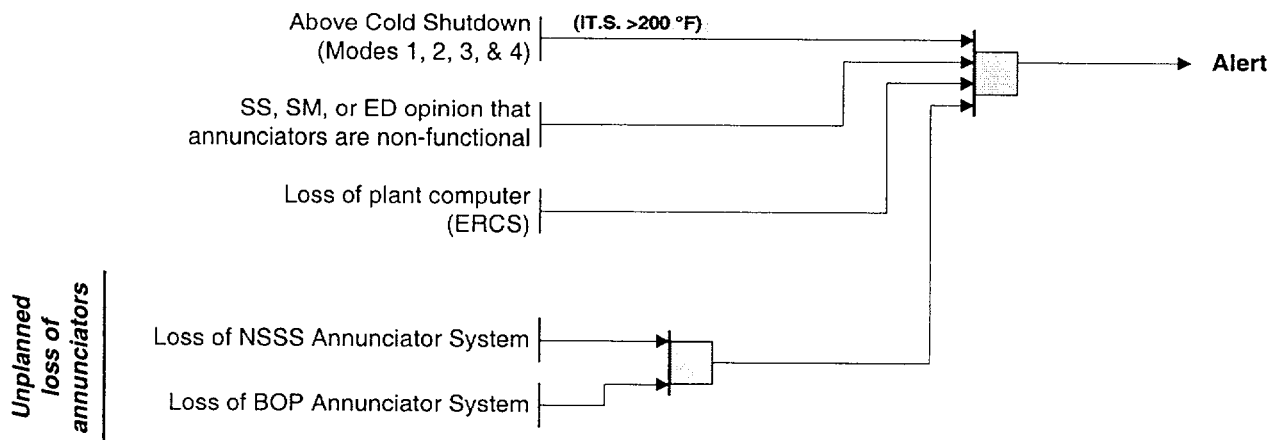 Above Cold Shutdown
(Modes 1, 2, 3, & 4)
(IT.S. >200 °F)
Alert
SS, SM, or ED opinion that
annunciators are non-functional
Loss of plant computer
(ERCS)
Unplanned
loss of
annunciators
Loss of NSSS Annunciator System
Loss of BOP Annunciator System